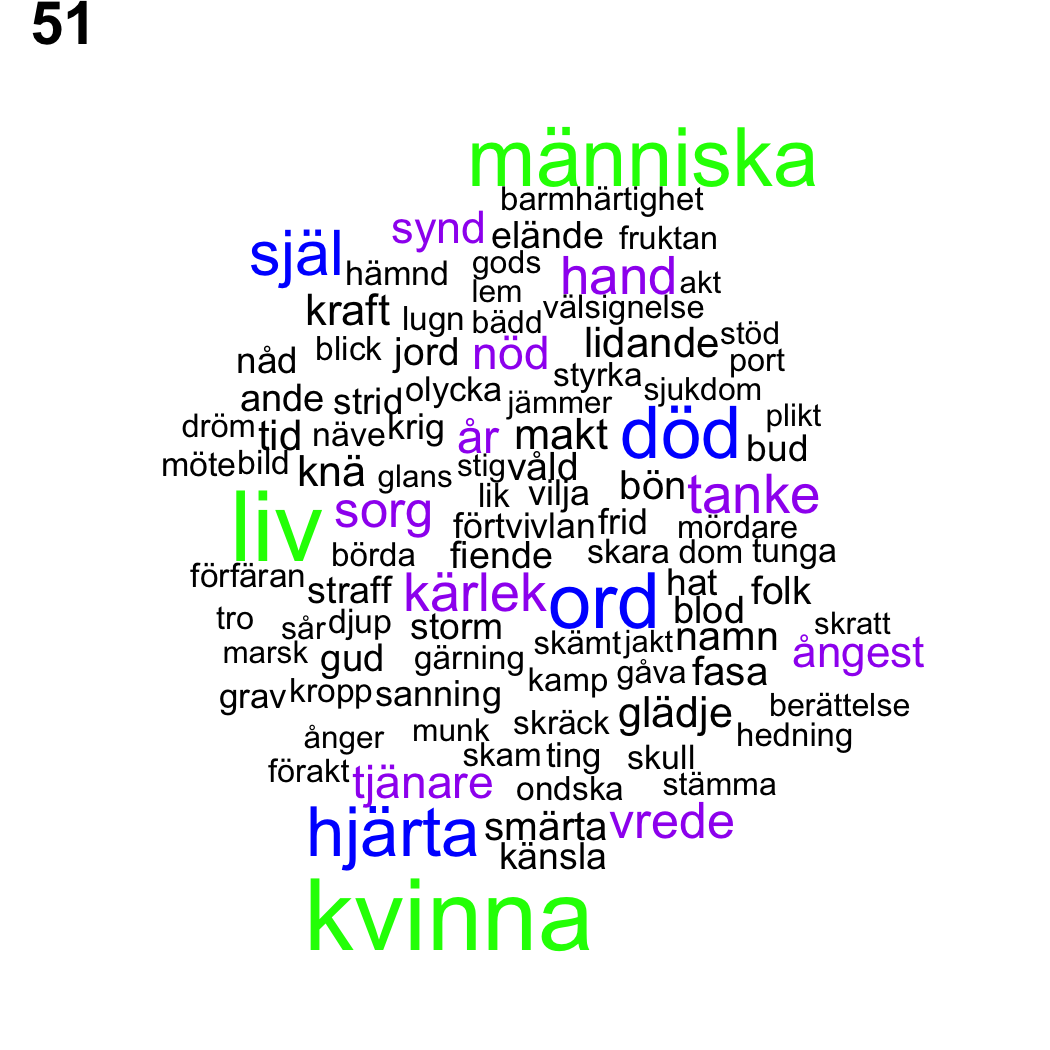 51
människa
barmhärtighet
synd elände fruktan
själ hämnd gods hand akt
lem
kraft lugn bädd välsignelse
nåd blick jord nöd lidande stöd
port
ande strid olycka styrka sjukdom
jämmer
dröm tid näve krig år makt död plikt
bud
möte bild knä glans stig våld
lik vilja bön tanke
liv sorg förtvivlan frid mördare
börda fiende skara dom tunga
förfäran straff kärlek ord hat folk
blod
tro sår djup storm skämt jakt namn skratt
marsk gud gärning kamp gåva fasa ångest
grav kropp sanning
ånger munk skräck glädje berättelse
hedning
skam ting skull
förakt tjänare ondska stämma
hjärta smärta vrede
känsla
kvinna